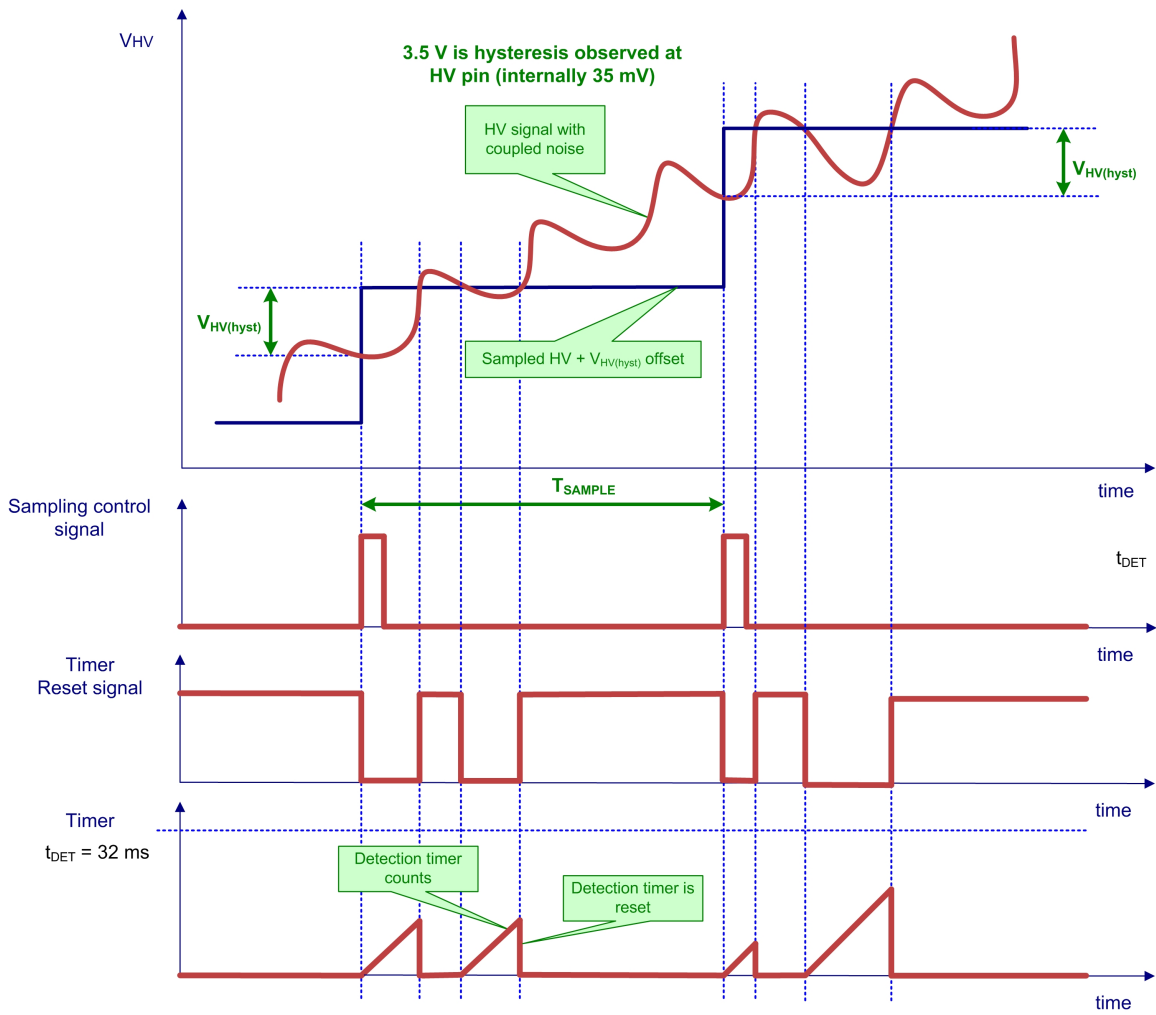 VHV
3.5 V is hysteresis observed at
HV pin (internally 35 mV)
HV signal with
coupled noise
VHV(hyst)
VHV(hyst)
Sampled HV + VHV(hyst) offset
time
TSAMPLE
Sampling control
signal
tDET
time
Timer
Reset signal
time
Timer
tDET = 32 ms
Detection timer
counts
Detection timer is
reset
time